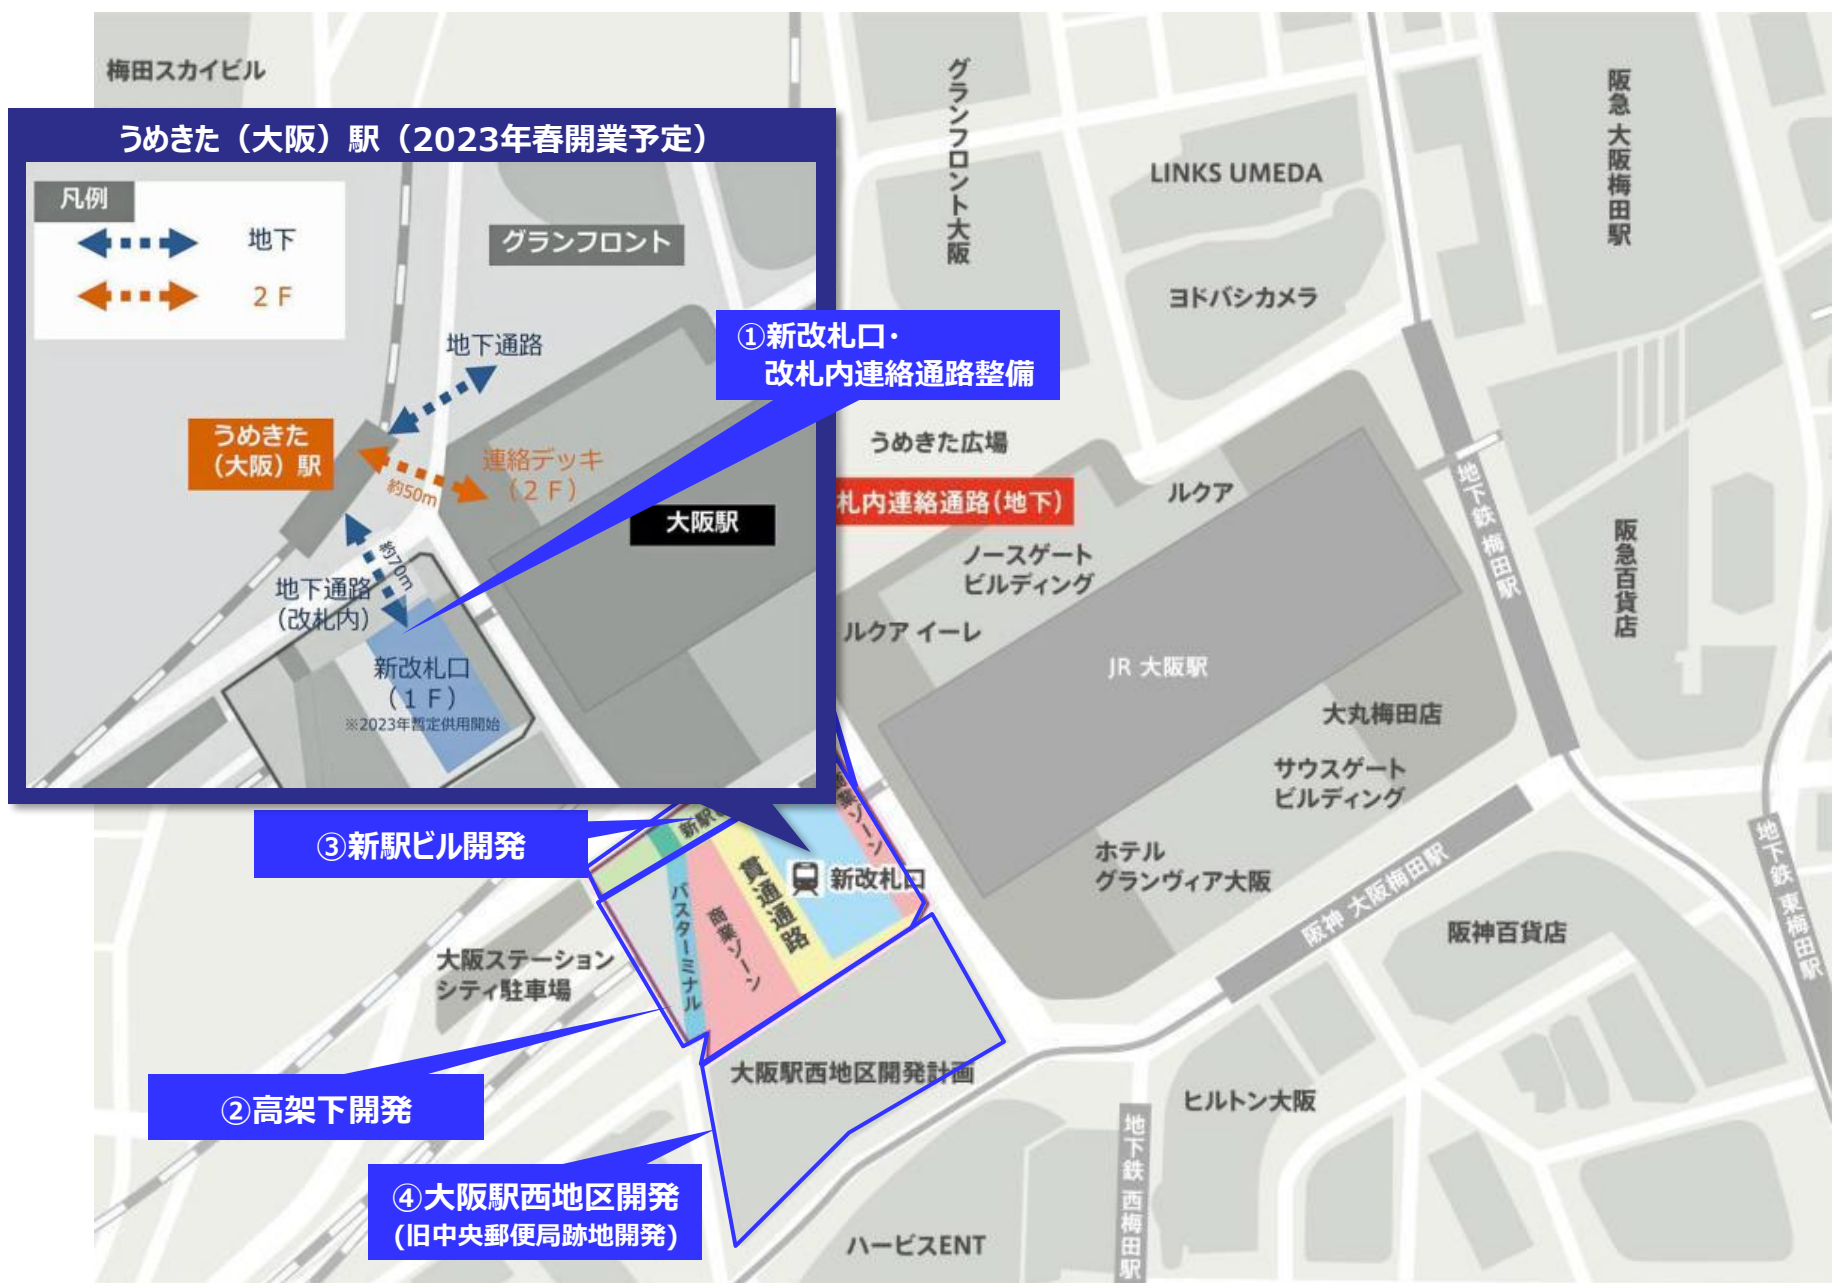 梅田スカイビル
うめきた（大阪）駅（2023年春開業予定）
凡例
地下
２Ｆ
グランフロント
地下通路
うめきた
（大阪）駅
連絡デッキ
（２Ｆ）
約50m
大阪駅
約70m
地下通路
（改札内）
新改札口
（１Ｆ）
※2023年暫定供用開始
①新改札口・
改札内連絡通路整備
グランフロント大阪
LINKS UMEDA
ヨドバシカメラ
阪急 大阪梅田駅
うめきた広場
札内連絡通路(地下)
ルクア
地下鉄 梅田駅
阪急百貨店
ノースゲート
ビルディング
ルクア イーレ
JR 大阪駅
大丸梅田店
サウスゲート
ビルディング
③新駅ビル開発
新駅
業ゾーン
貫通通路
新改札口
バスターミナル
商業ゾーン
ホテル
グランヴィア大阪
阪神 大阪梅田駅
地下鉄 東梅田駅
阪神百貨店
大阪ステーション
シティ駐車場
大阪駅西地区開発計画
②高架下開発
ヒルトン大阪
地下鉄 西梅田駅
④大阪駅西地区開発
(旧中央郵便局跡地開発)
ハービスENT